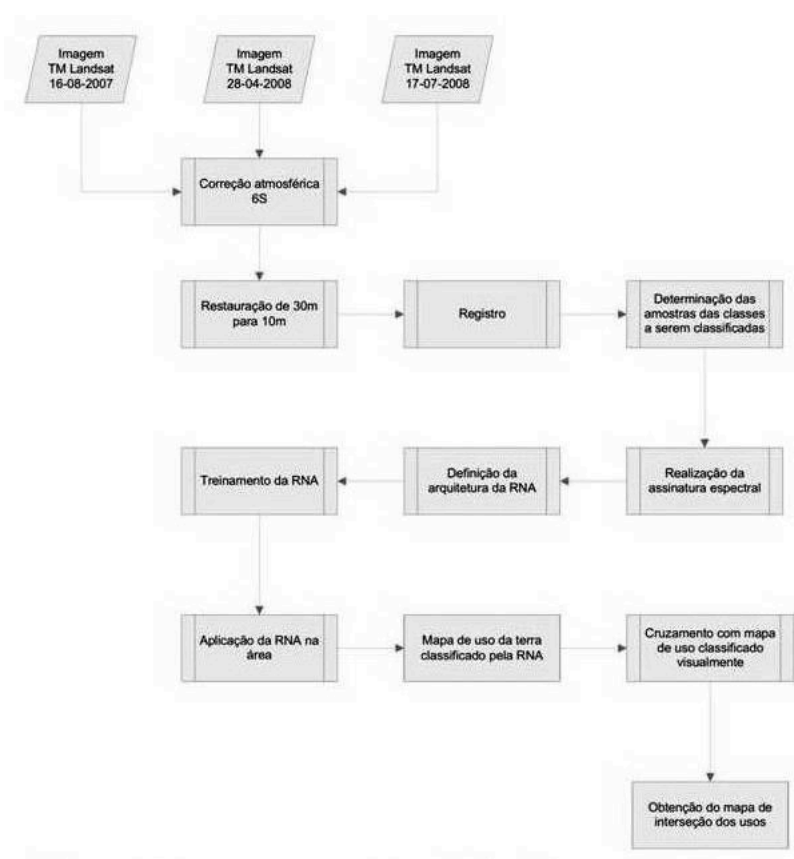 Imagem
TM Landsat
16-08-2007
Imagem
TM Landsat
28-04-2008
Imagem
TM Landsat
17-07-2008
Correção atmosférica
6S
Restauração de 30m
para 10m
Registro
Determinação das
amostras das classes
a serem classificadas
Treinamento da RNA
Definição da
arquitetura da RNA
Realização da
assinatura espectral
Aplicação da RNA na
área
Mapa de uso da terra
classificado pela RNA
Cruzamento com mapa
de uso classificado
visualmente
Obtenção do mapa de
interseção dos usos